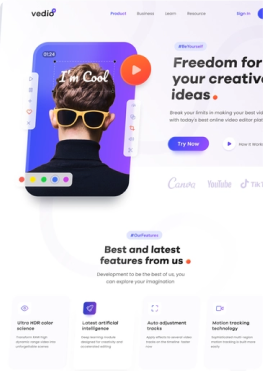 vedio
Product Business Learn Resource Sign In
#BeYourself
01:24
I'm Cool
Freedom for
your creative
ideas
Break your limits in making your best vid
with today's best online video editor plat
Try Now
How it Works
Canva YouTube TikT
#OurFeatures
Best and latest
features from us
Development to be the best of us, you
can explore your imagination
Ultra HDR color
science
Latest artificial
intelligence
Auto adjustment
tracks
Motion tracking
technology